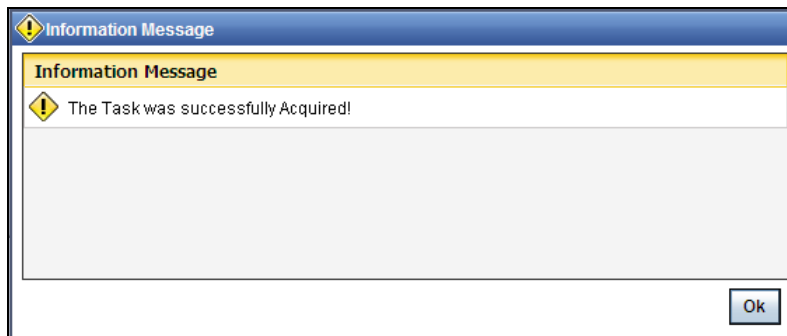 Information Message
Information Message
The Task was successfully Acquired!
Ok